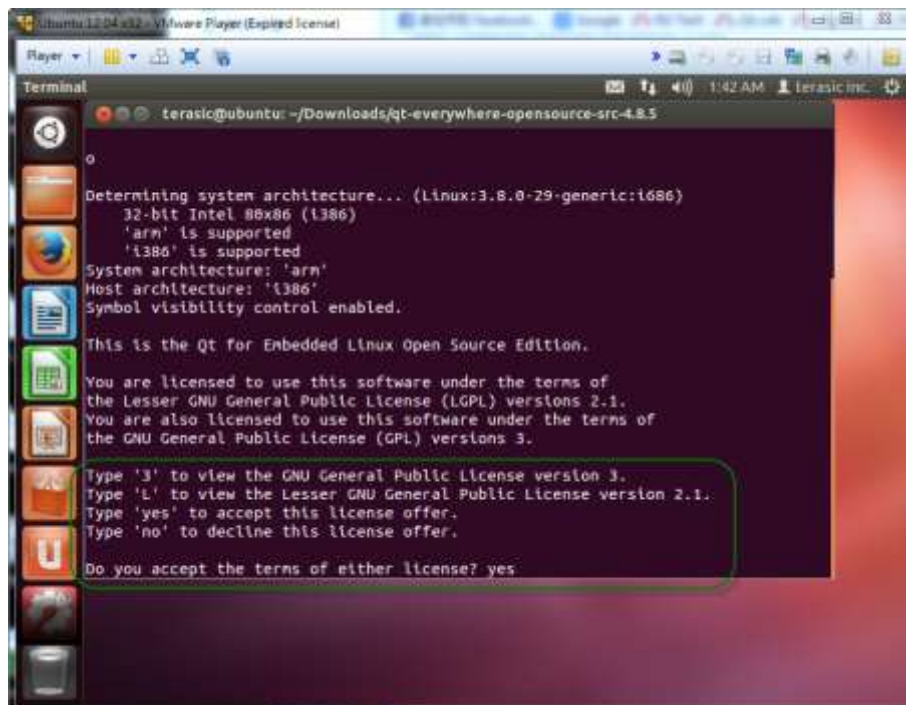 Ubuntu 12.04 x32 - VMware Player (Expired license)
Player
Terminal
1:42 AM
terasic inc.
terasic@ubuntu: ~/Downloads/qt-everywhere-opensource-src-4.8.5
o
Determining system architecture... (Linux:3.8.0-29-generic:i686)
32-bit Intel 80x86 (i386)
'arm' is supported
'i386' is supported
System architecture: 'arm'
Host architecture: 'i386'
Symbol visibility control enabled.
This is the Qt for Embedded Linux Open Source Edition.
You are licensed to use this software under the terms of
the Lesser GNU General Public License (LGPL) versions 2.1.
You are also licensed to use this software under the terms of
the GNU General Public License (GPL) versions 3.
Type '3' to view the GNU General Public License version 3.
Type 'L' to view the Lesser GNU General Public License version 2.1.
Type 'yes' to accept this license offer.
Type 'no' to decline this license offer.
Do you accept the terms of either license? yes